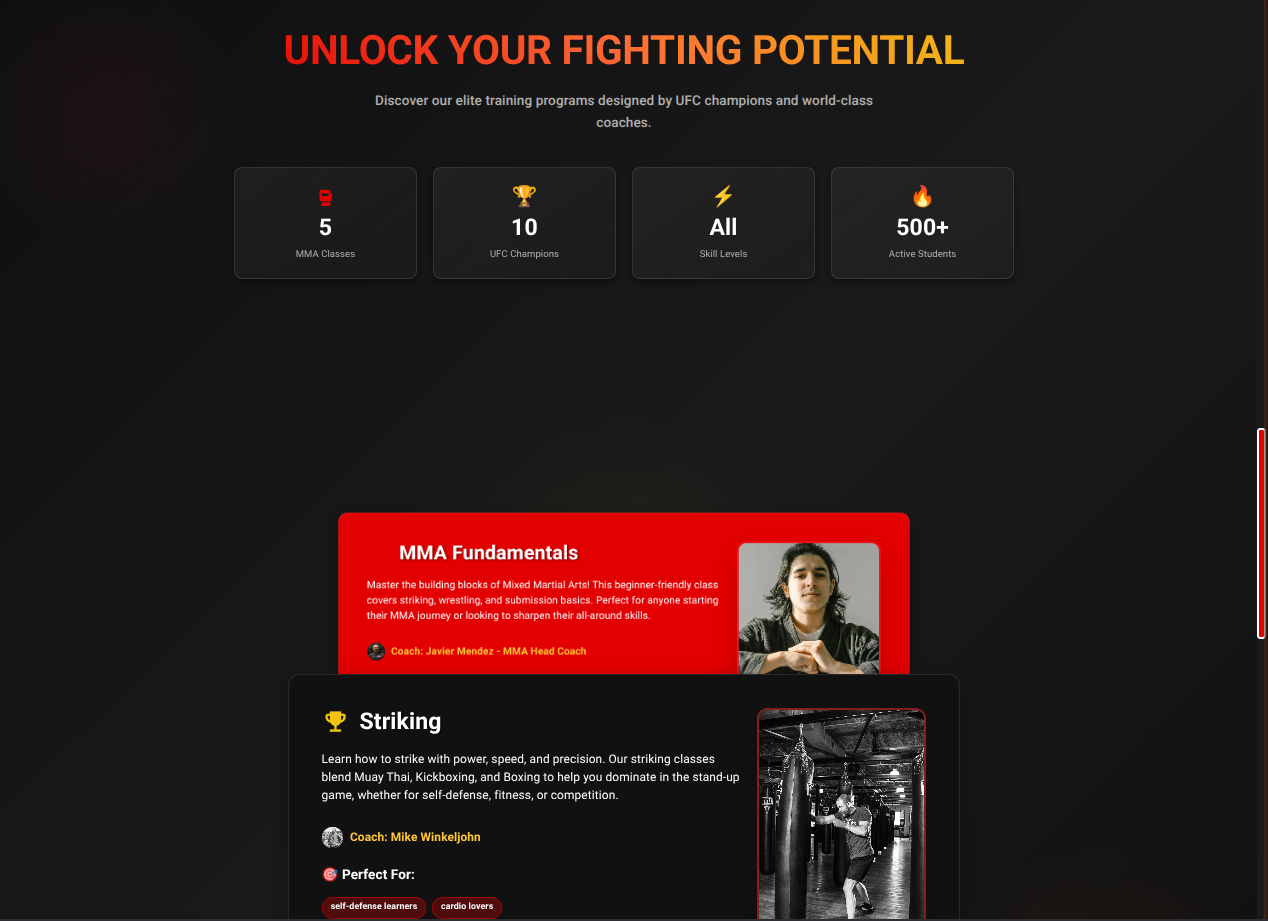 UNLOCK YOUR FIGHTING POTENTIAL
Discover our elite training programs designed by UFC champions and world-class
coaches.
5
MMA Classes
10
UFC Champions
All
Skill Levels
500+
Active Students
MMA Fundamentals
Master the building blocks of Mixed Martial Arts! This beginner-friendly class
covers striking, wrestling, and submission basics. Perfect for anyone starting
their MMA journey or looking to sharpen their all-around skills.
Coach: Javier Mendez - MMA Head Coach
Striking
Learn how to strike with power, speed, and precision. Our striking classes
blend Muay Thai, Kickboxing, and Boxing to help you dominate in the stand-up
game, whether for self-defense, fitness, or competition.
Coach: Mike Winkeljohn
🎯 Perfect For:
self-defense learners
cardio lovers